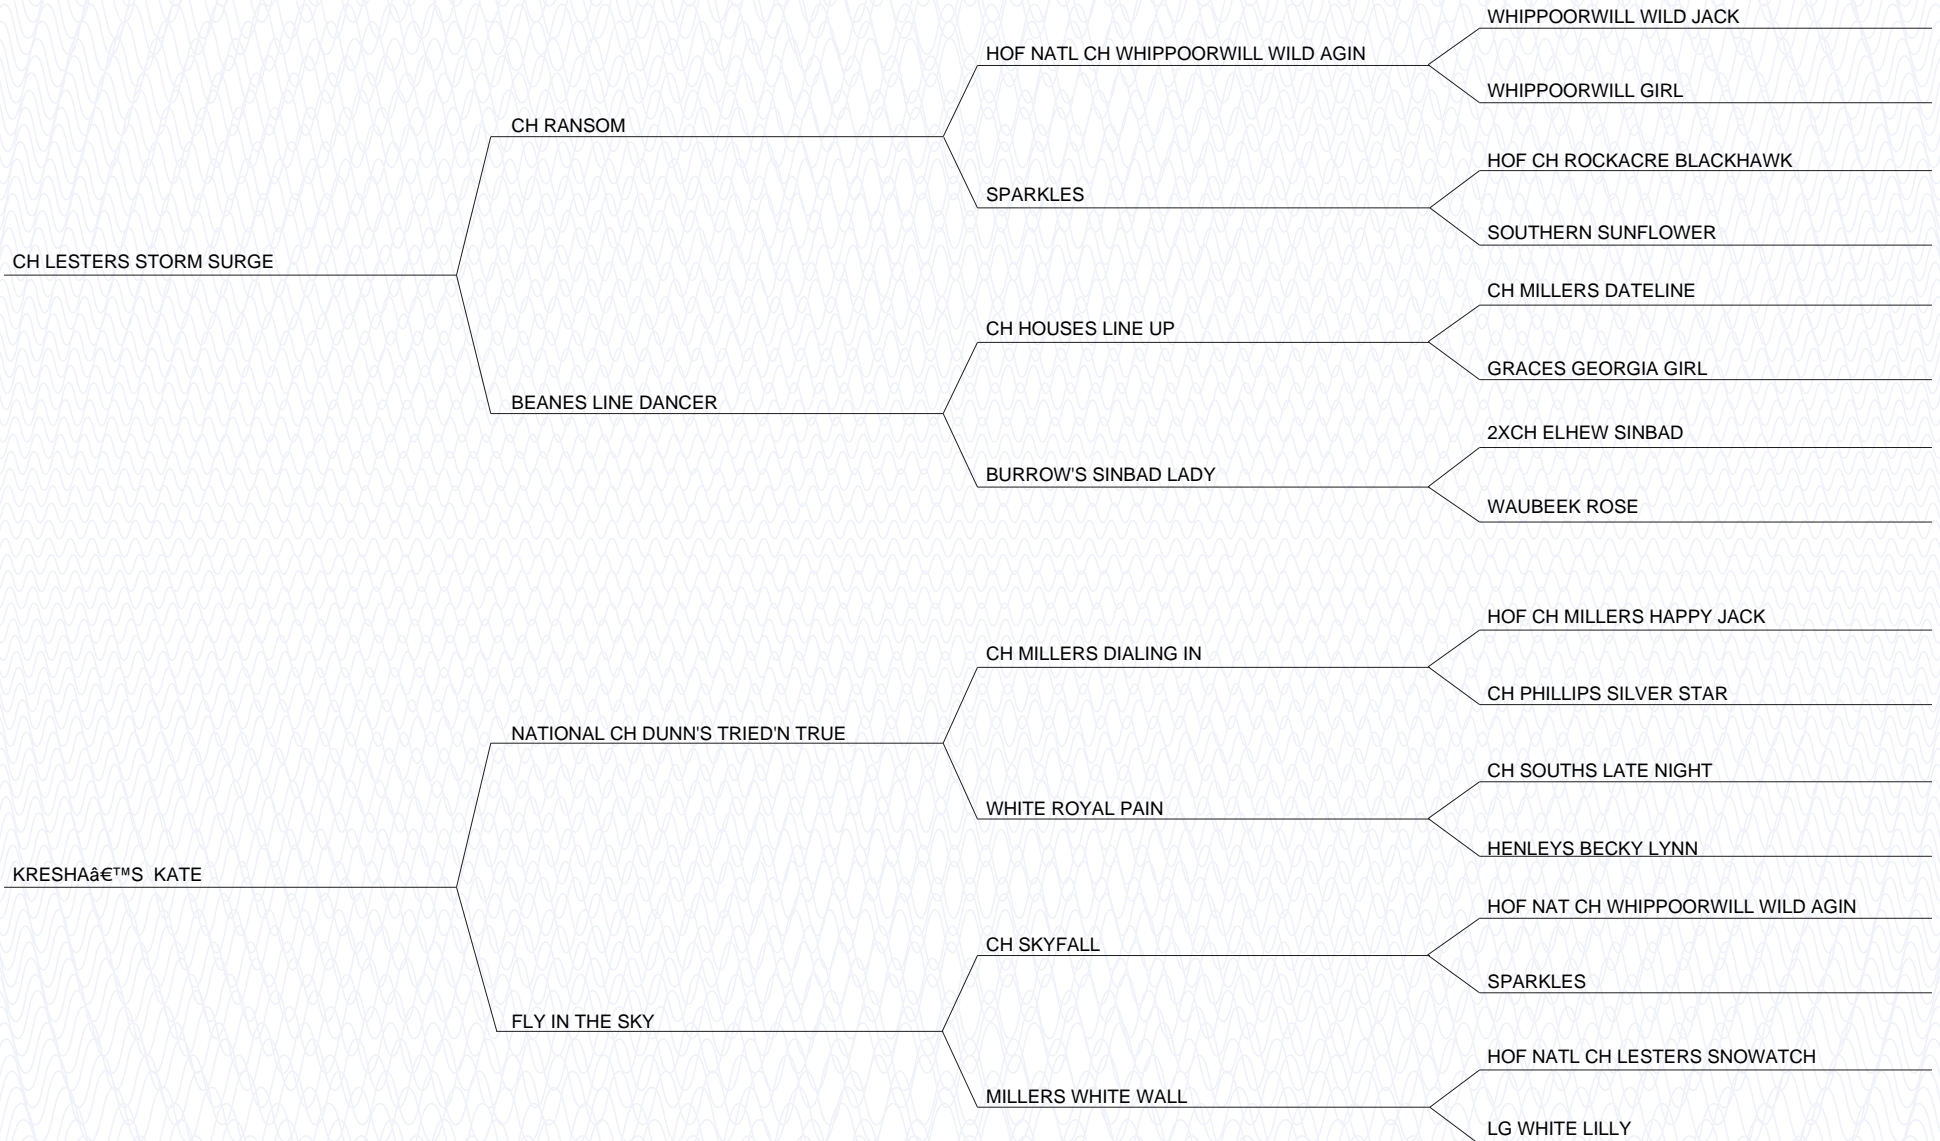 WHIPPOORWILL WILD JACK
HOF NATL CH WHIPPOORWILL WILD AGIN
WHIPPOORWILL GIRL
CH RANSOM
HOF CH ROCKACRE BLACKHAWK
SPARKLES
SOUTHERN SUNFLOWER
CH LESTERS STORM SURGE
CH MILLERS DATELINE
CH HOUSES LINE UP
GRACES GEORGIA GIRL
BEANES LINE DANCER
2XCH ELHEW SINBAD
BURROW'S SINBAD LADY
WAUBEEK ROSE
HOF CH MILLERS HAPPY JACK
CH MILLERS DIALING IN
CH PHILLIPS SILVER STAR
NATIONAL CH DUNN'S TRIED'N TRUE
CH SOUTHS LATE NIGHT
WHITE ROYAL PAIN
HENLEYS BECKY LYNN
KRESHAâ€™S  KATE
HOF NAT CH WHIPPOORWILL WILD AGIN
CH SKYFALL
SPARKLES
FLY IN THE SKY
HOF NATL CH LESTERS SNOWATCH
MILLERS WHITE WALL
LG WHITE LILLY